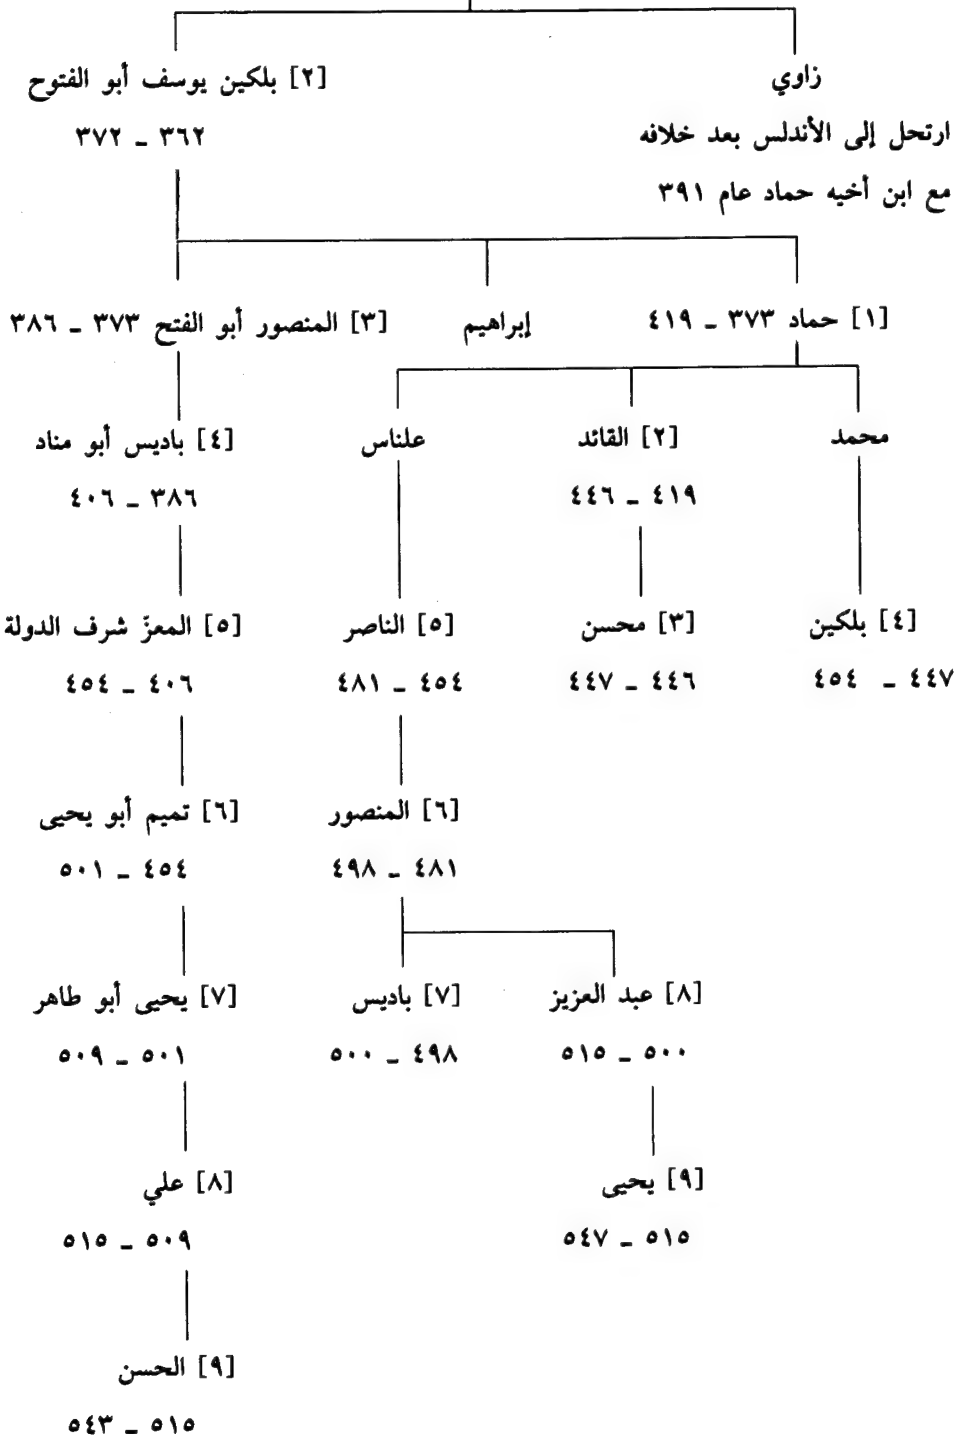 زاوي
ارتحل إلى الأندلس بعد خلافه
مع ابن أخيه حماد عام ٣٩١
[٢] بلكين يوسف أبو الفتوح
٣٦٢ ـ ٣٧٢
[١] حماد ٣٧٣ ـ ٤١٩
إبراهيم
[٣] المنصور أبو الفتح ٣٧٣ ـ ٣٨٦
محمد
[٢] القائد
٤١٩ ـ ٤٤٦
علناس
[٤] باديس أبو مناد
٣٨٦ ـ ٤٠٦
[٤] بلكين
٤٤٧ ـ ٤٥٤
[٣] محسن
٤٤٦ ـ ٤٤٧
[٥] الناصر
٤٥٤ ـ ٤٨١
[٥] المعزّ شرف الدولة
٤٠٦ ـ ٤٥٤
[٦] المنصور
٤٨١ ـ ٤٩٨
[٦] تميم أبو يحيى
٤٥٤ ـ ٥٠١
[٨] عبد العزيز
٥٠٠ ـ ٥١٥
[٧] باديس
٤٩٨ ـ ٥٠٠
[٧] يحيى أبو طاهر
٥٠١ ـ ٥٠٩
[٩] يحيى
٥١٥ ـ ٥٤٧
[٨] علي
٥٠٩ ـ ٥١٥
[٩] الحسن
٥١٥ ـ ٥٤٣